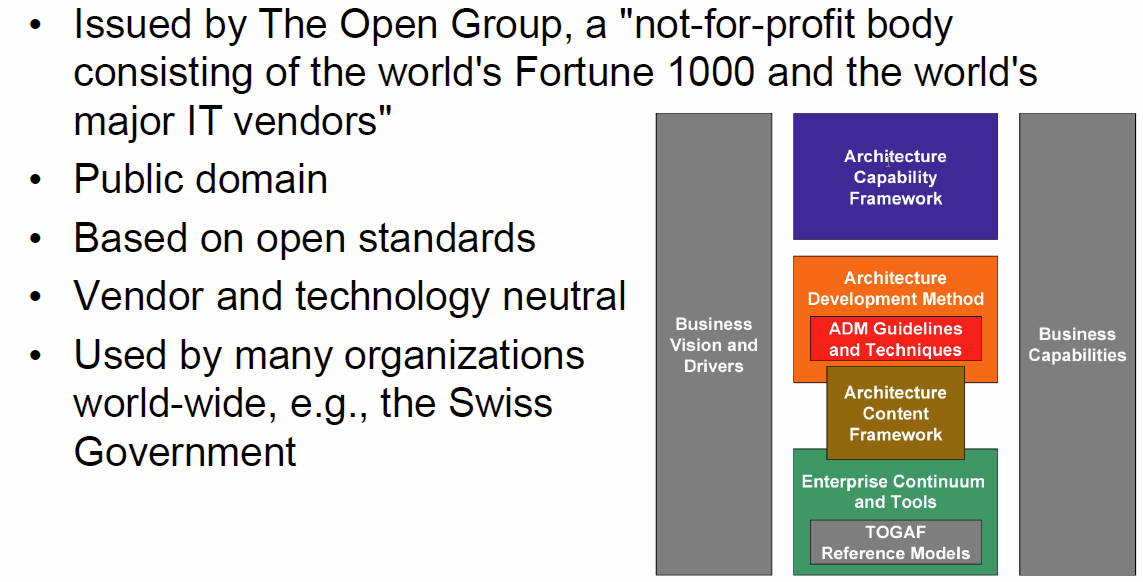 • Issued by The Open Group, a "not-for-profit body
consisting of the world's Fortune 1000 and the world's
major IT vendors"
• Public domain
• Based on open standards
• Vendor and technology neutral
• Used by many organizations
world-wide, e.g., the Swiss
Government
Business
Vision and
Drivers
Architecture
Capability
Framework
Architecture
Development Method
ADM Guidelines
and Techniques
Architecture
Content
Framework
Enterprise Continuum
and Tools
TOGAF
Reference Models
Business
Capabilities